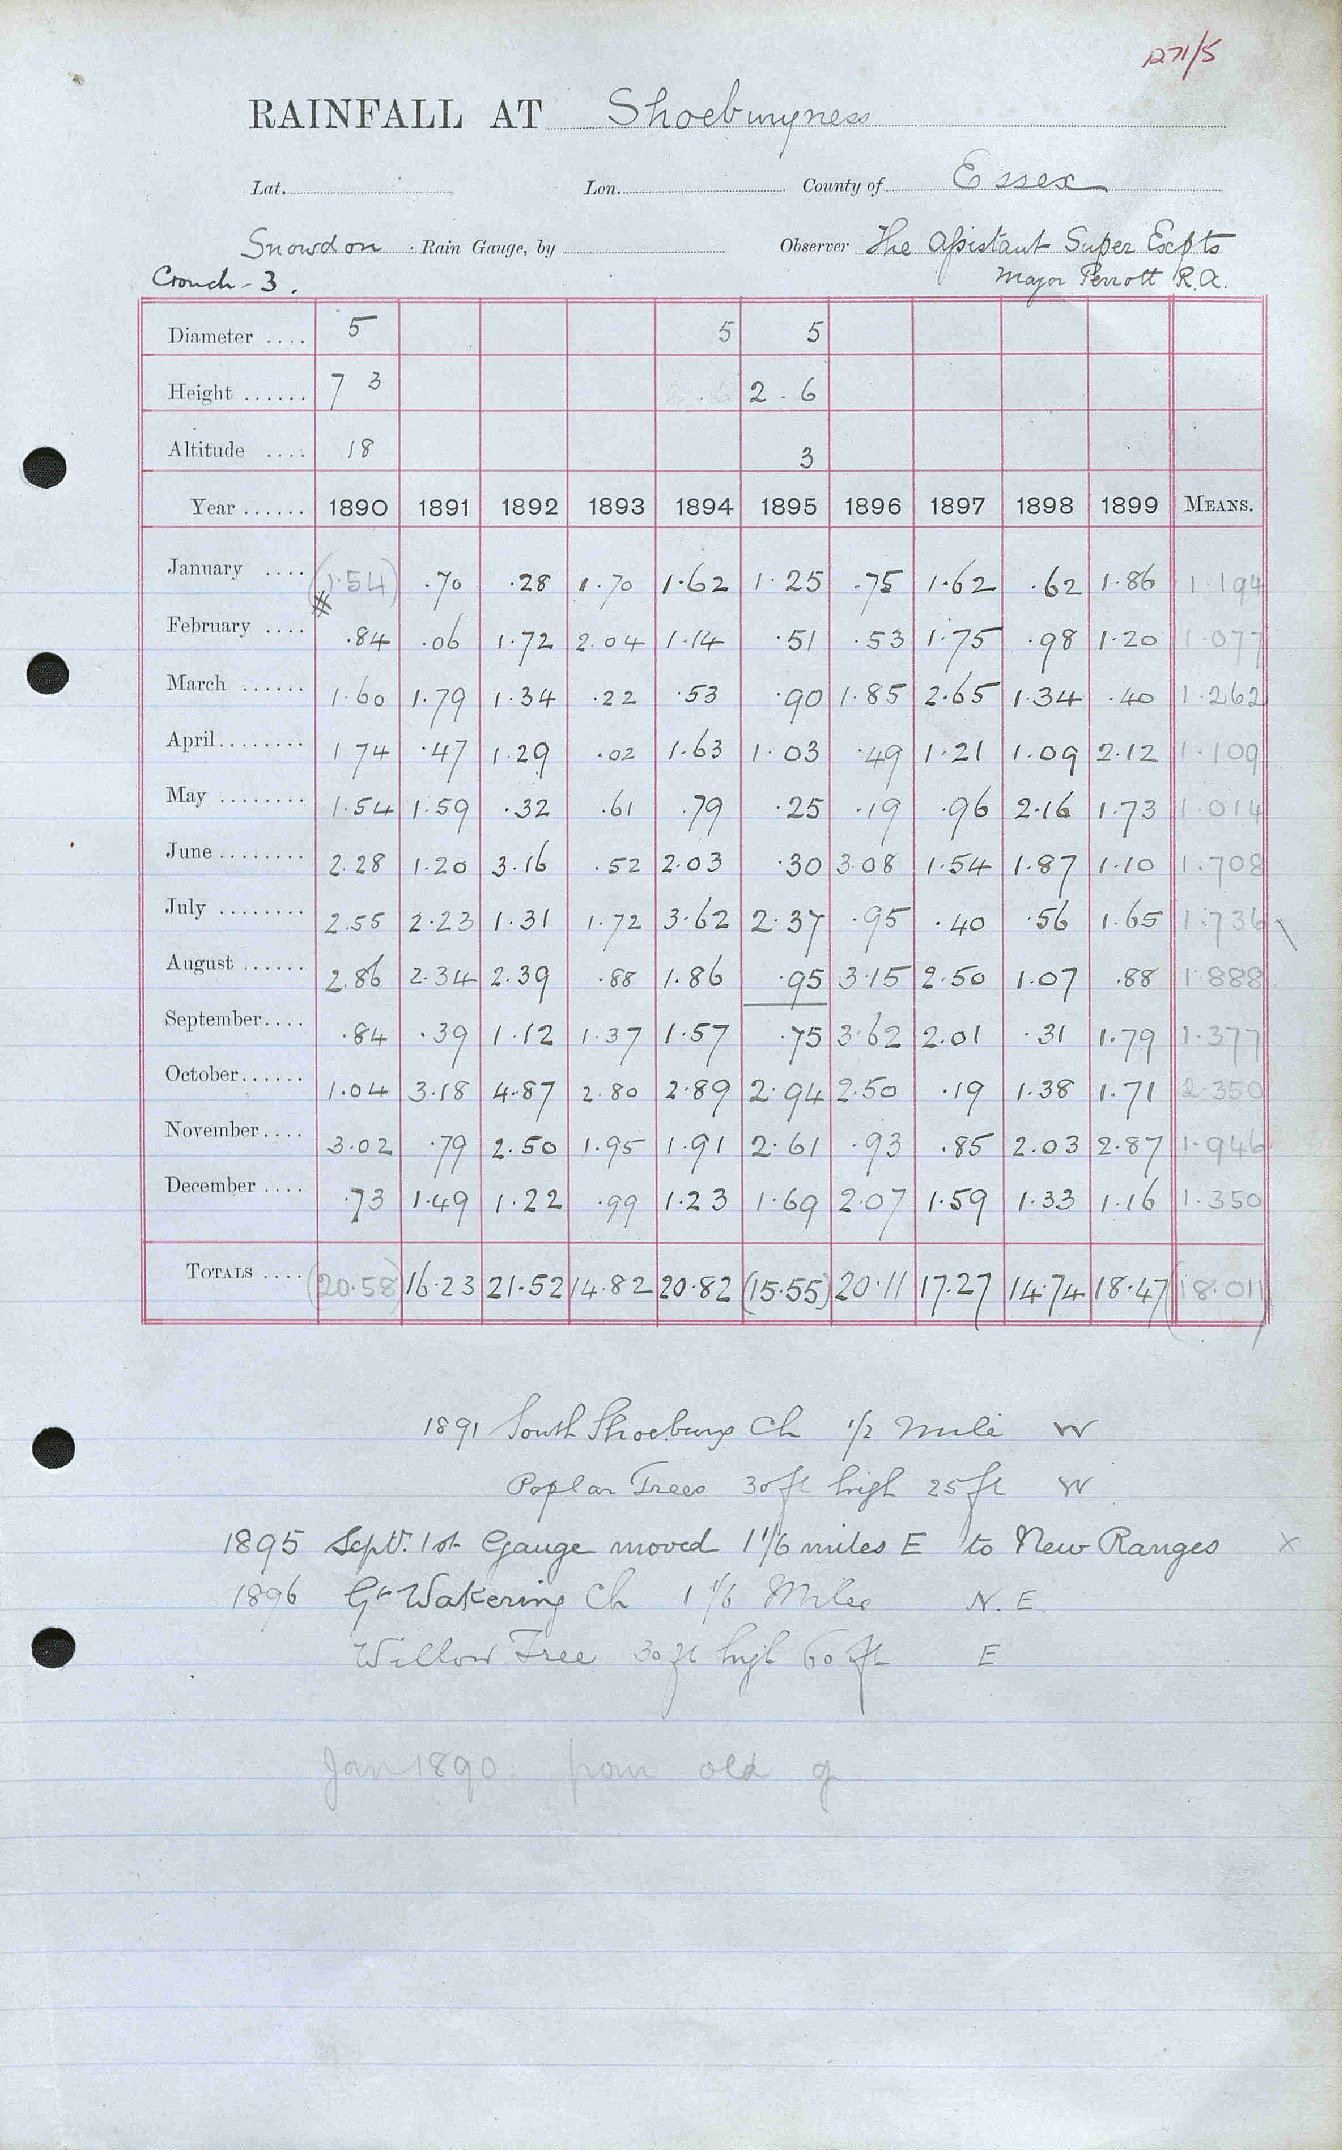 1271/5
RAINFALL AT Shoeburyness
Lat. Lon. County of Essex
Snowdon Rain Gauge, by Observer The Assistant Super Expts
Crouch - 3. Major Perrott R.A.
Diameter .... 5 5 5
Height ...... 7 3 2 . 6
Altitude .... 18 3
Year ...... 1890 1891 1892 1893 1894 1895 1896 1897 1898 1899 MEANS.
January .... (1.54) .70 .28 1.70 1.62 1.25 .75 1.62 .62 1.86 1.194
February .... .84 .06 1.72 2.04 1.14 .51 .53 1.75 .98 1.20 1.077
March ...... 1.60 1.79 1.34 .22 .53 .90 1.85 2.65 1.34 .40 1.262
April........ 1.74 .47 1.29 .02 1.63 1.03 .49 1.21 1.09 2.12 1.109
May ........ 1.54 1.59 .32 .61 .79 .25 .19 .96 2.16 1.73 1.014
June ........ 2.28 1.20 3.16 .52 2.03 .30 3.08 1.54 1.87 1.10 1.708
July ........ 2.55 2.23 1.31 1.72 3.62 2.37 .95 .40 .56 1.65 1.736
August ...... 2.86 2.34 2.39 .88 1.86 .95 3.15 2.50 1.07 .88 1.888
September.... .84 .39 1.12 1.37 1.57 .75 3.62 2.01 .31 1.79 1.377
October...... 1.04 3.18 4.87 2.80 2.89 2.94 2.50 .19 1.38 1.71 2.350
November.... 3.02 .79 2.50 1.95 1.91 2.61 .93 .85 2.03 2.87 1.946
December .... .73 1.49 1.22 .99 1.23 1.69 2.07 1.59 1.33 1.16 1.350
TOTALS .... (20.58) 16.23 21.52 14.82 20.82 (15.55) 20.11 17.27 14.74 18.47 (18.011)
1891 South Shoebury Ch 1/2 Mile W
Poplar Trees 30 ft high 25 ft W
1895 Sept. 1st Gauge moved 1 1/6 miles E to New Ranges x
1896 Gt Wakering Ch 1 1/6 Miles N. E.
Willow Tree 30 ft high 60 ft E
Jan 1890. from old g